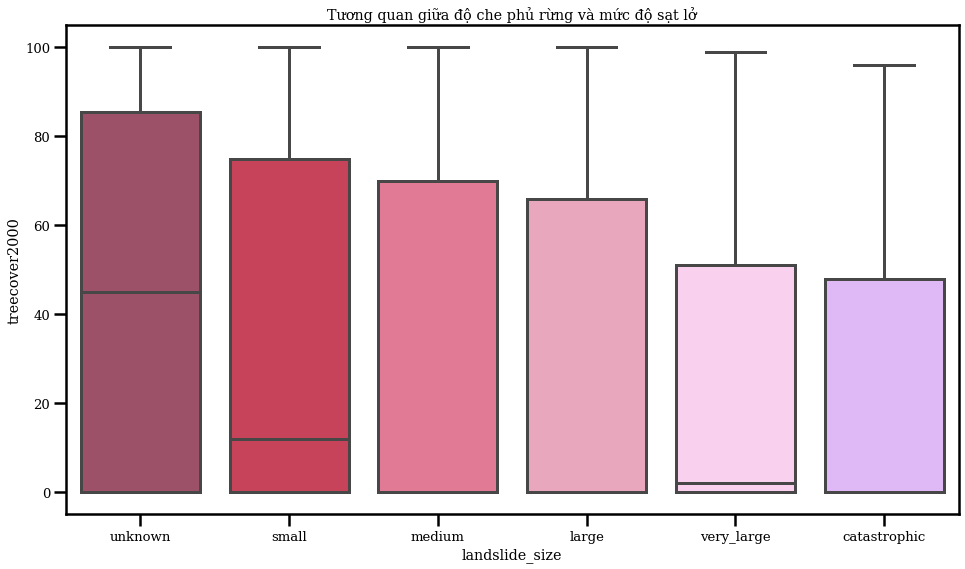 Tương quan giữa độ che phủ rừng và mức độ sạt lở
100
80
60
40
20
0
treecover2000
unknown small medium large very_large catastrophic
landslide_size